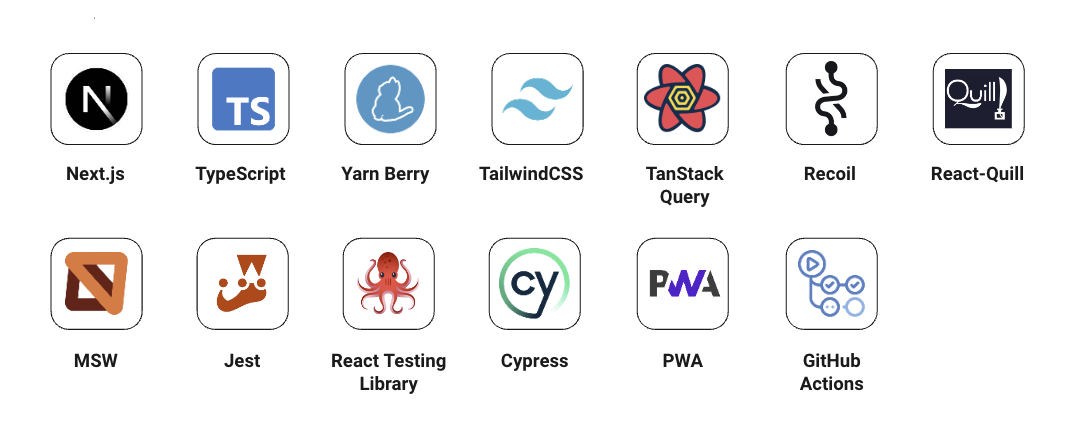 N
TS
Quill
Next.js
TypeScript
Yarn Berry
TailwindCSS
TanStack
Query
Recoil
React-Quill
cy
PWA
MSW
Jest
React Testing
Library
Cypress
PWA
GitHub
Actions